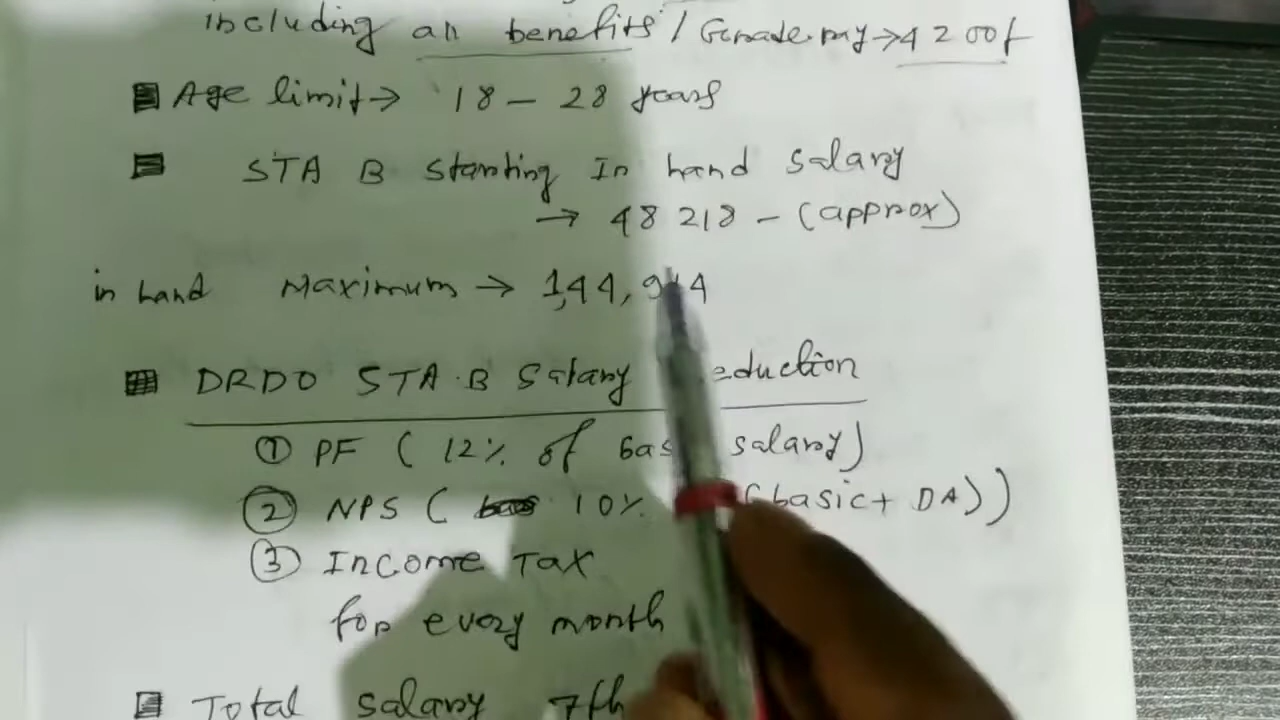 including all benefits / Grade pay → 4200/-
Age limit → 18 - 28 years
STA B Starting In hand Salary
→ 48218 - (approx)
in hand Maximum → 1,44,
DRDO STA B Salary
① PF ( 12% of salary)
② NPS ( 10% (basic + DA))
③ Income Tax
for every month
Total salary 7th